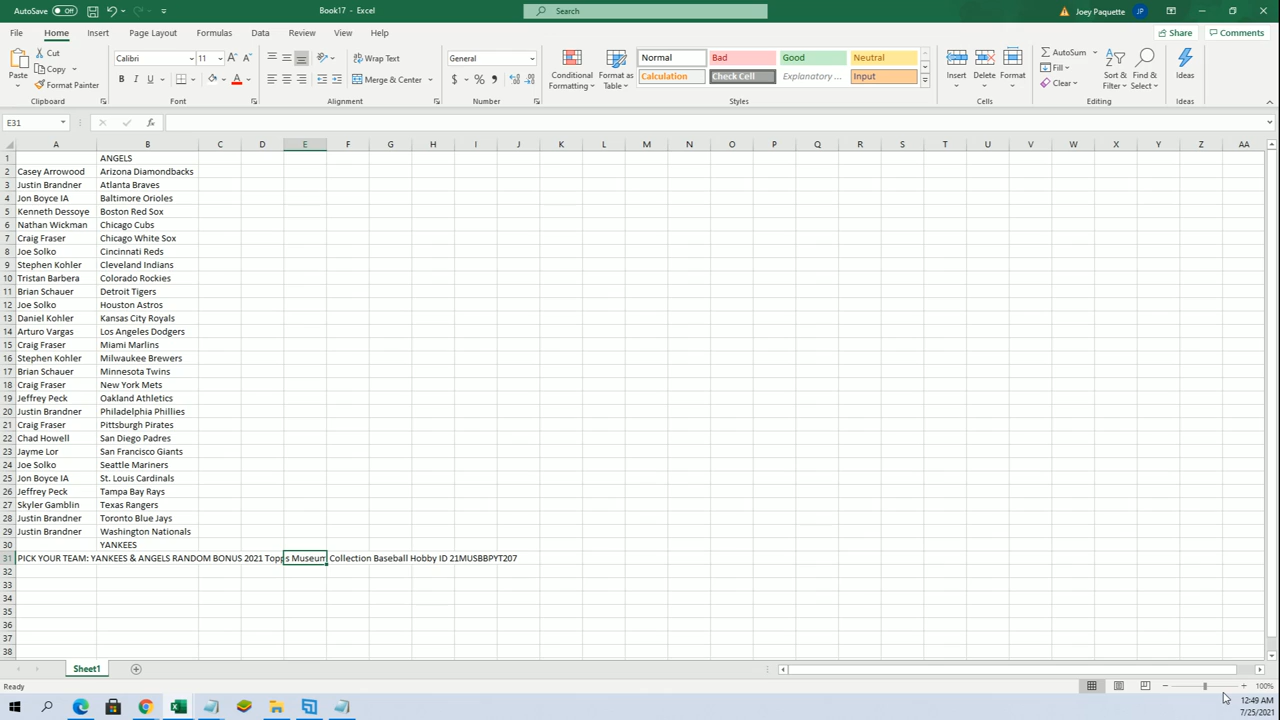 AutoSave Off Book17 - Excel Search Joey Paquette JP
File Home Insert Page Layout Formulas Data Review View Help Share Comments
Paste Cut Copy Format Painter Clipboard
Calibri 11 B I U A Font
Wrap Text Merge & Center Alignment
General $ % Number
Conditional Formatting Format as Table Normal Bad Good Neutral Calculation Check Cell Explanatory ... Input Styles
Insert Delete Format Cells
AutoSum Fill Clear Sort & Filter Find & Select Editing Ideas Ideas
E31 fx
A B C D E F G H I J K L M N O P Q R S T U V W X Y Z AA
1 ANGELS
2 Casey Arrowood Arizona Diamondbacks
3 Justin Brandner Atlanta Braves
4 Jon Boyce IA Baltimore Orioles
5 Kenneth Dessoye Boston Red Sox
6 Nathan Wickman Chicago Cubs
7 Craig Fraser Chicago White Sox
8 Joe Solko Cincinnati Reds
9 Stephen Kohler Cleveland Indians
10 Tristan Barbera Colorado Rockies
11 Brian Schauer Detroit Tigers
12 Joe Solko Houston Astros
13 Daniel Kohler Kansas City Royals
14 Arturo Vargas Los Angeles Dodgers
15 Craig Fraser Miami Marlins
16 Stephen Kohler Milwaukee Brewers
17 Brian Schauer Minnesota Twins
18 Craig Fraser New York Mets
19 Jeffrey Peck Oakland Athletics
20 Justin Brandner Philadelphia Phillies
21 Craig Fraser Pittsburgh Pirates
22 Chad Howell San Diego Padres
23 Jayme Lor San Francisco Giants
24 Joe Solko Seattle Mariners
25 Jon Boyce IA St. Louis Cardinals
26 Jeffrey Peck Tampa Bay Rays
27 Skyler Gamblin Texas Rangers
28 Justin Brandner Toronto Blue Jays
29 Justin Brandner Washington Nationals
30 YANKEES
31 PICK YOUR TEAM: YANKEES & ANGELS RANDOM BONUS 2021 Topps Museum Collection Baseball Hobby ID 21MUSBBPYT207
32
33
34
35
36
37
38
Sheet1
Ready 100%
12:49 AM
7/25/2021